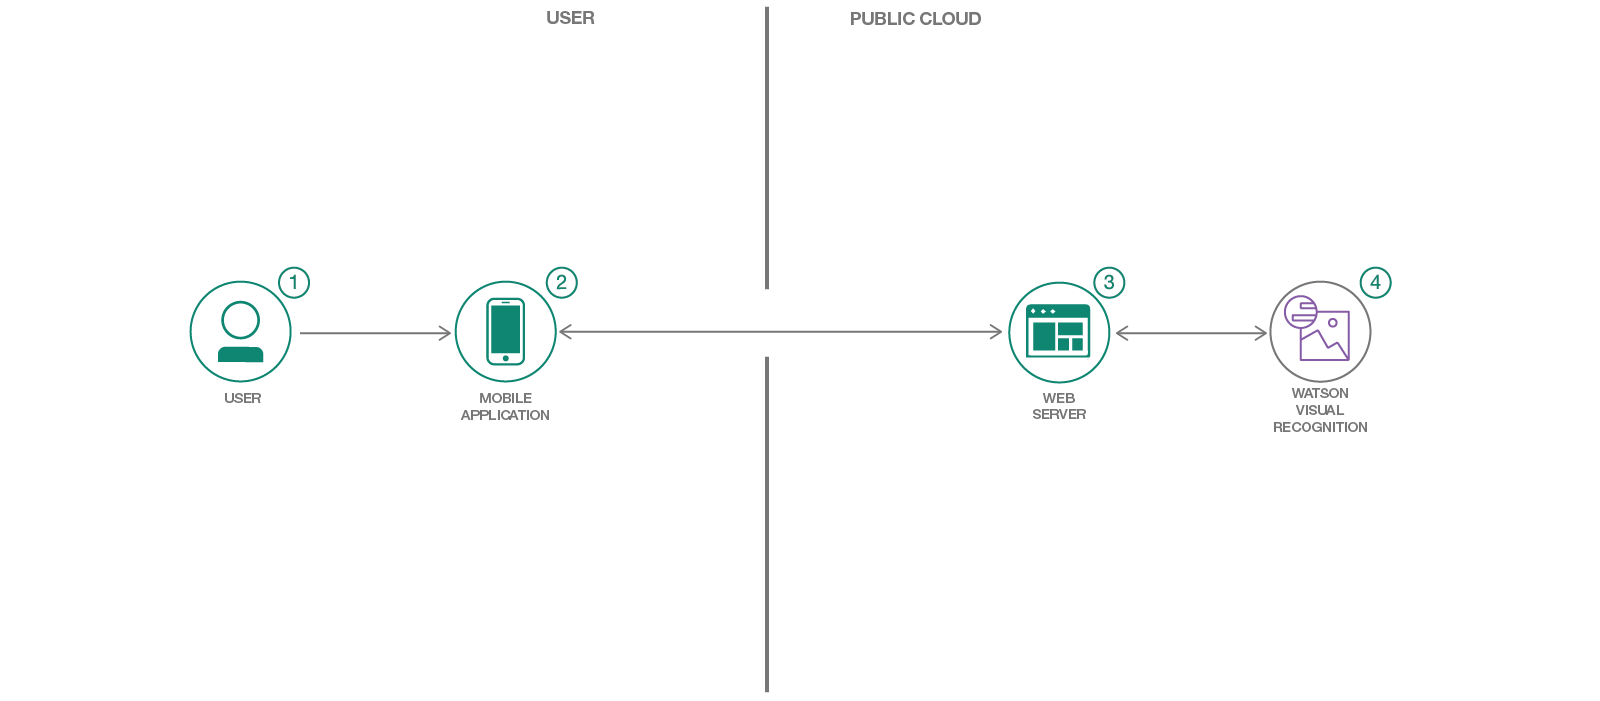 USER
PUBLIC CLOUD
1
2
3
4
USER
MOBILE
APPLICATION
WEB
SERVER
WATSON
VISUAL
RECOGNITION